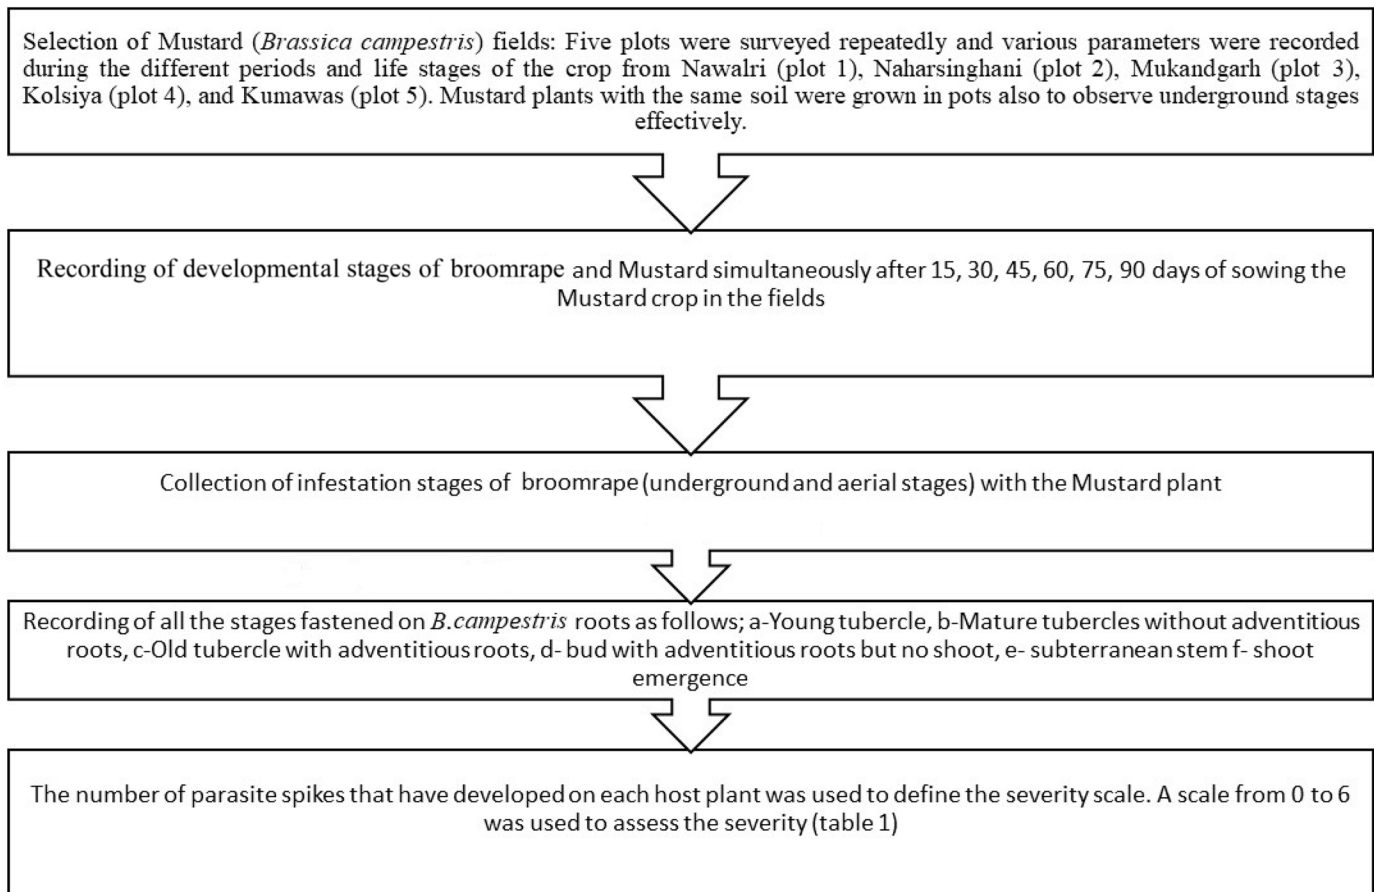 Selection of Mustard (Brassica campestris) fields: Five plots were surveyed repeatedly and various parameters were recorded
during the different periods and life stages of the crop from Nawalri (plot 1), Naharsinghani (plot 2), Mukandgarh (plot 3),
Kolsiya (plot 4), and Kumawas (plot 5). Mustard plants with the same soil were grown in pots also to observe underground stages
effectively.
Recording of developmental stages of broomrape and Mustard simultaneously after 15, 30, 45, 60, 75, 90 days of sowing the
Mustard crop in the fields
Collection of infestation stages of broomrape (underground and aerial stages) with the Mustard plant
Recording of all the stages fastened on B.campestris roots as follows; a-Young tubercle, b-Mature tubercles without adventitious
roots, c-Old tubercle with adventitious roots, d- bud with adventitious roots but no shoot, e- subterranean stem f- shoot
emergence
The number of parasite spikes that have developed on each host plant was used to define the severity scale. A scale from 0 to 6
was used to assess the severity (table 1)